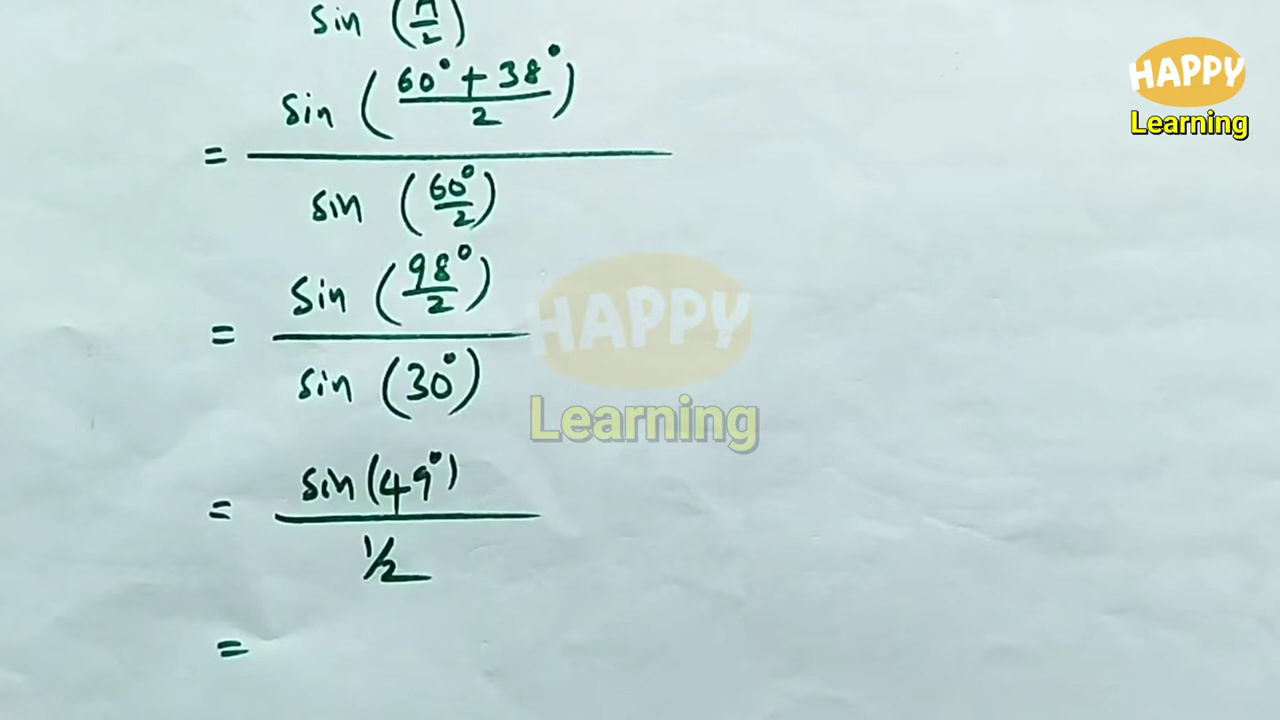 sin (A/2)
HAPPY
Learning
= sin ((60° + 38°)/2) / sin (60°/2)
= sin (98°/2) / sin (30°)
HAPPY
Learning
= sin(49°) / 1/2
=